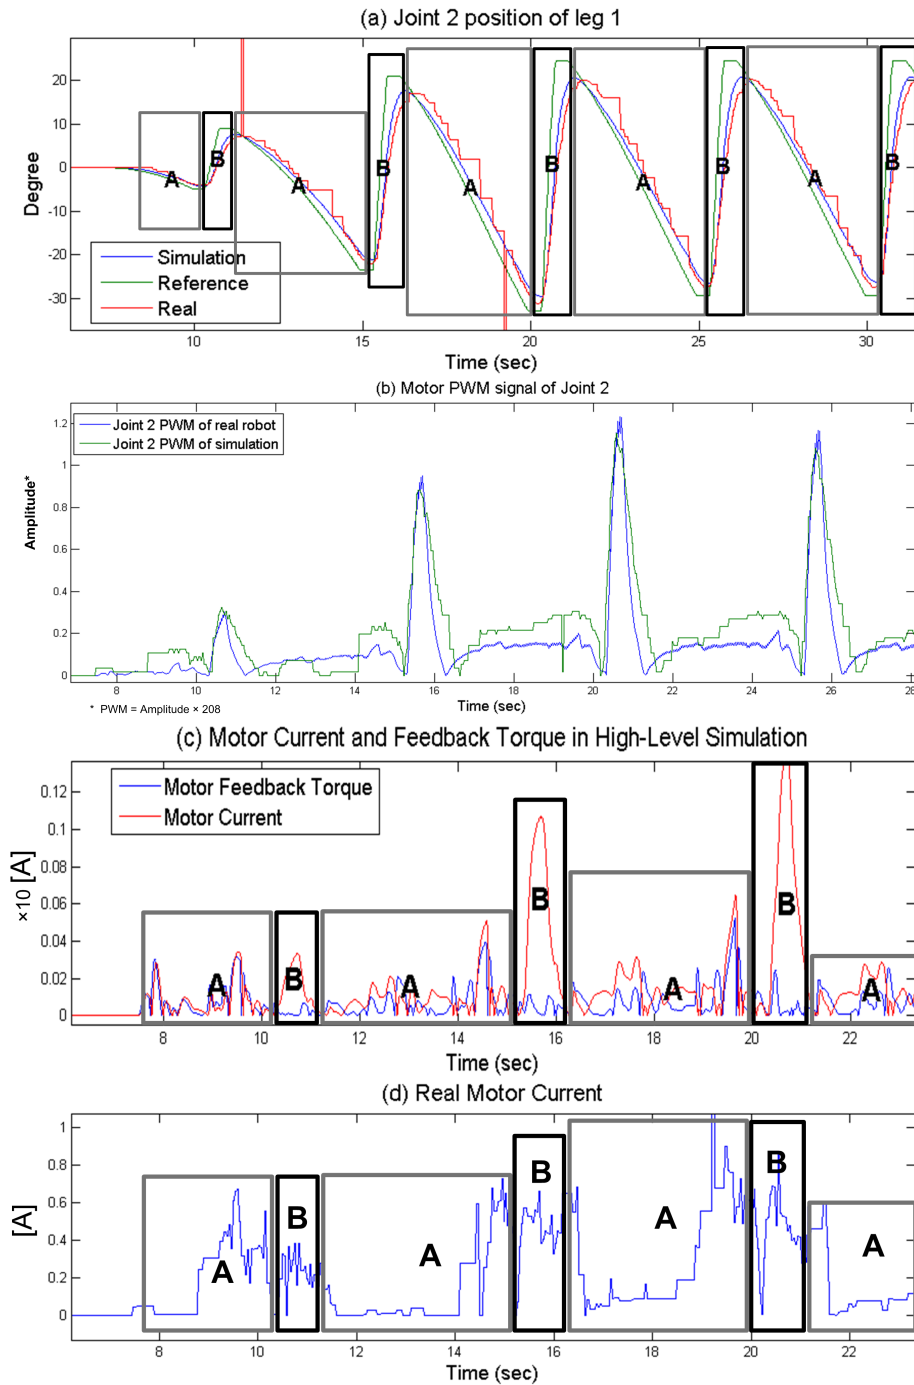 (a) Joint 2 position of leg 1
20
10
0
-10
-20
-30
Degree
A
B
A
B
A
B
A
B
A
B
Simulation
Reference
Real
10
15
20
25
30
Time (sec)
(b) Motor PWM signal of Joint 2
1.2
1
0.8
0.6
0.4
0.2
0
Amplitude*
Joint 2 PWM of real robot
Joint 2 PWM of simulation
8
10
12
14
16
18
20
22
24
26
28
Time (sec)
* PWM = Amplitude × 208
(c) Motor Current and Feedback Torque in High-Level Simulation
0.12
0.1
0.08
0.06
0.04
0.02
0
×10 [A]
Motor Feedback Torque
Motor Current
A
B
A
B
A
B
A
8
10
12
14
16
18
20
22
Time (sec)
(d) Real Motor Current
1
0.8
0.6
0.4
0.2
0
[A]
A
B
A
B
A
B
A
8
10
12
14
16
18
20
22
Time (sec)